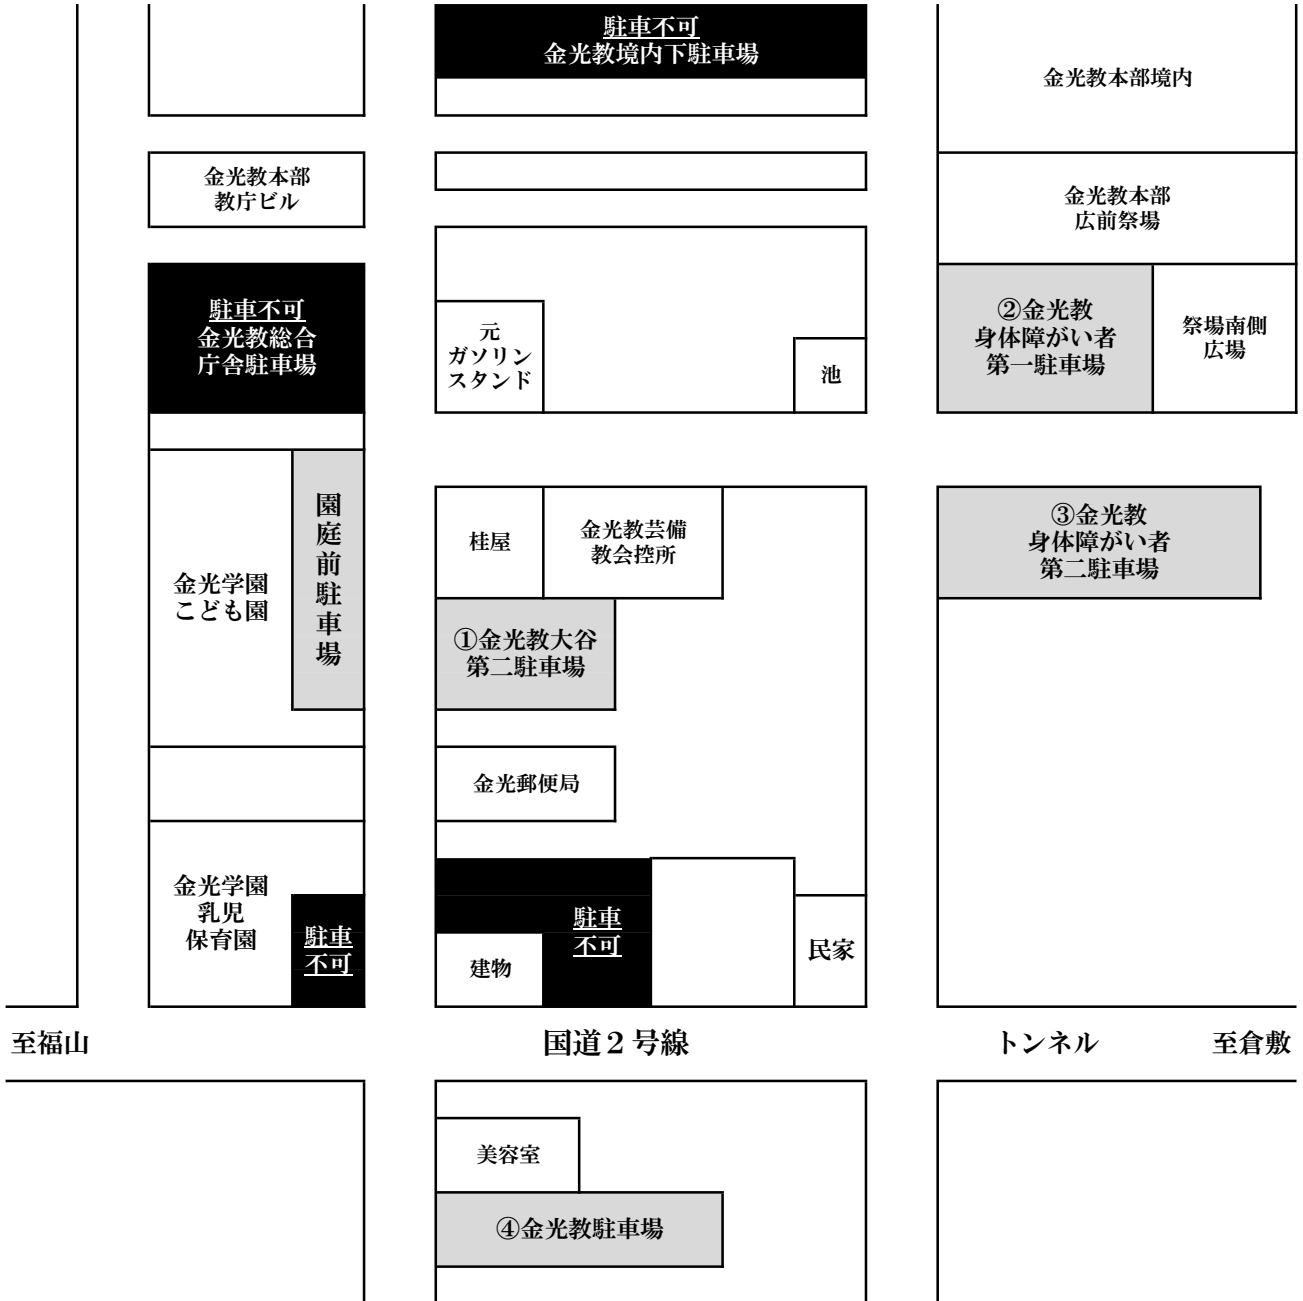 駐車不可
金光教境内下駐車場
金光教本部境内
金光教本部
教庁ビル
金光教本部
広前祭場
駐車不可
金光教総合
庁舎駐車場
元
ガソリン
スタンド
池
②金光教
身体障がい者
第一駐車場
祭場南側
広場
金光学園
こども園
園庭前駐車場
桂屋
金光教芸備
教会控所
③金光教
身体障がい者
第二駐車場
①金光教大谷
第二駐車場
金光郵便局
金光学園
乳児
保育園
駐車
不可
駐車
不可
建物
民家
至福山
国道２号線
トンネル
至倉敷
美容室
④金光教駐車場